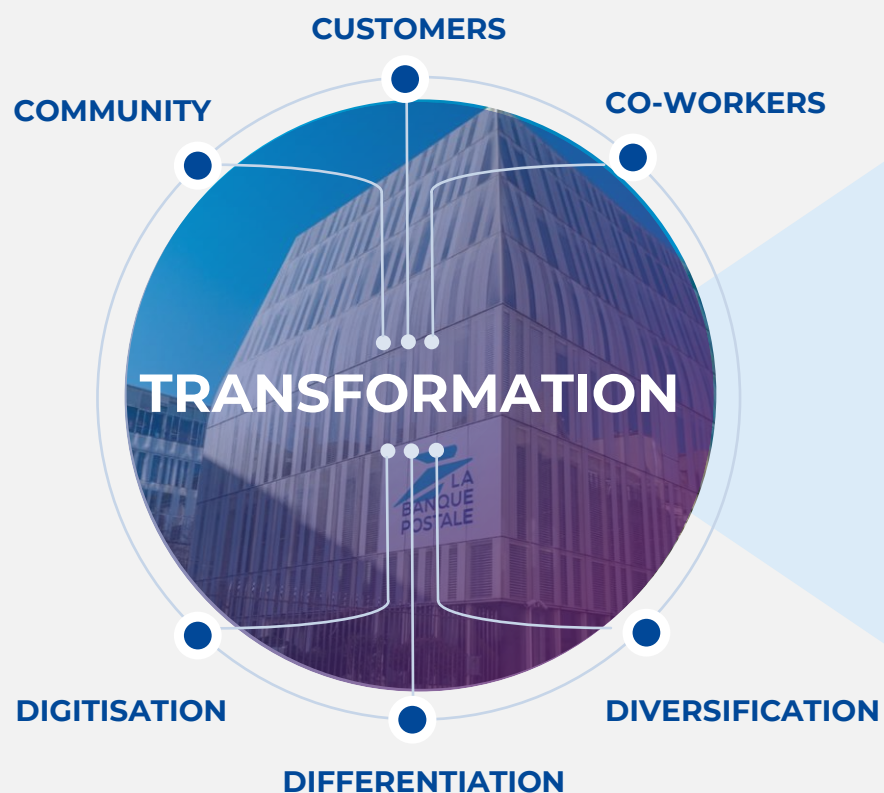 CUSTOMERS
COMMUNITY
CO-WORKERS
TRANSFORMATION
LA
BANQUE
POSTALE
DIGITISATION
DIVERSIFICATION
DIFFERENTIATION